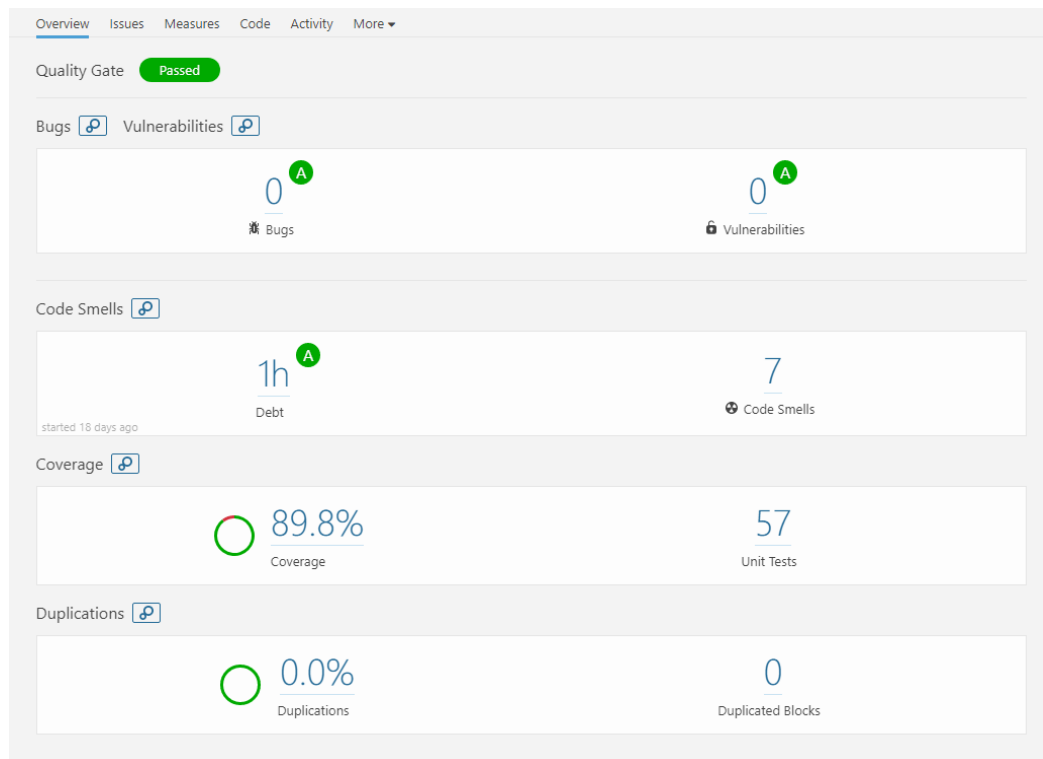 Overview Issues Measures Code Activity More
Quality Gate Passed
Bugs Vulnerabilities
0 A 0 A
Bugs Vulnerabilities
Code Smells
1h A 7
Debt Code Smells
started 18 days ago
Coverage
89.8% 57
Coverage Unit Tests
Duplications
0.0% 0
Duplications Duplicated Blocks